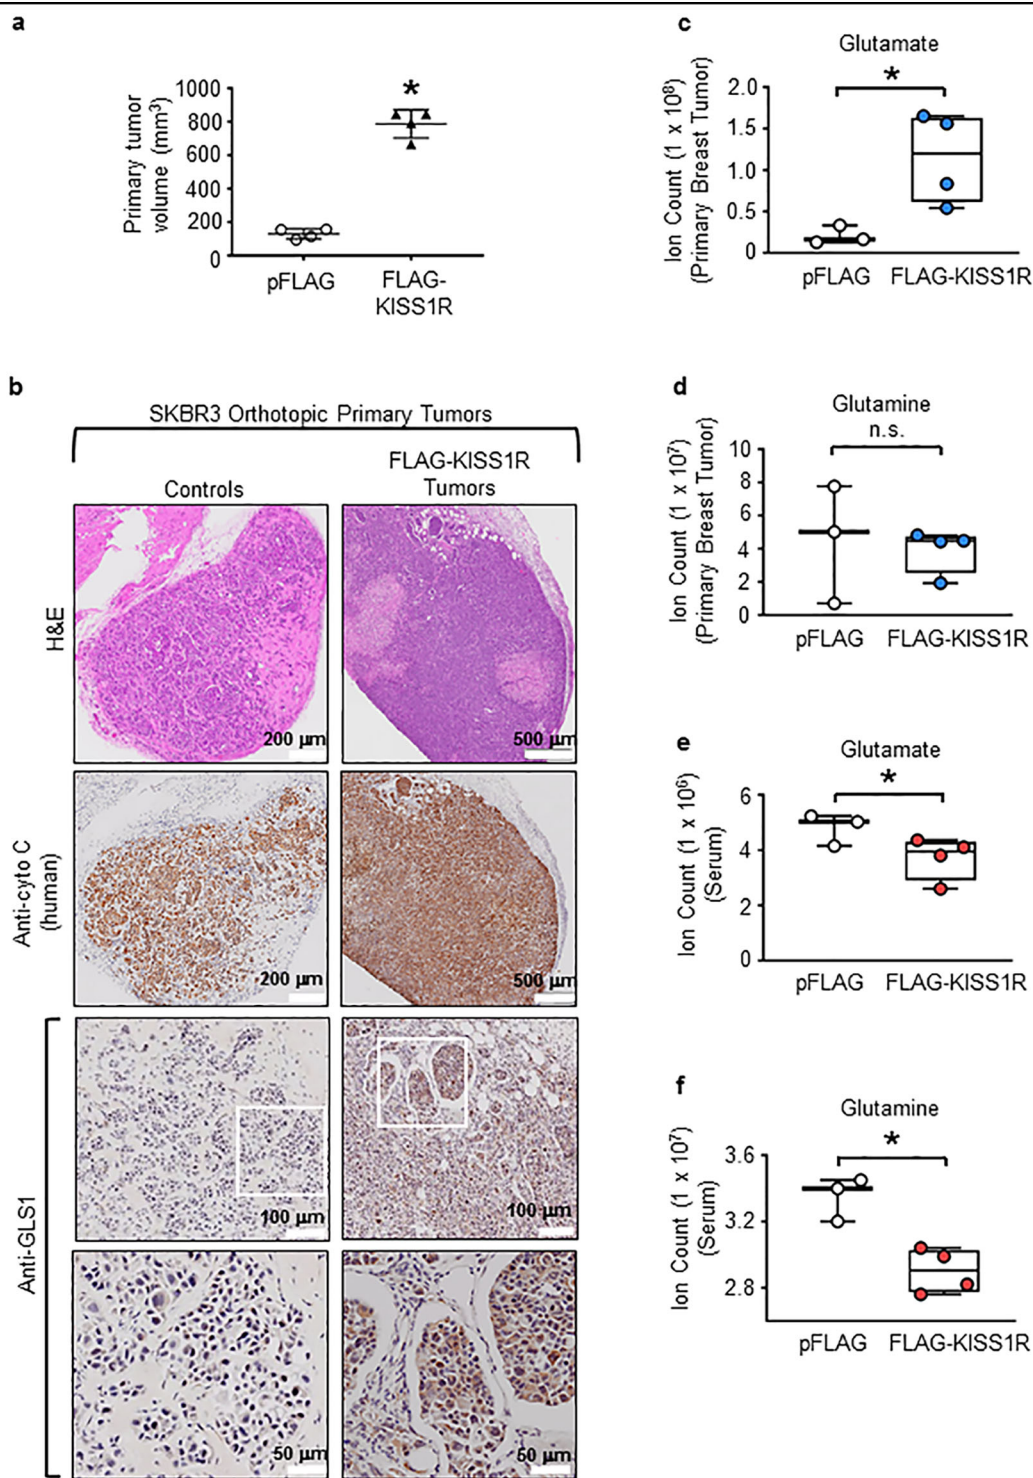 a
Primary tumor
volume (mm³)
1000
800
600
400
200
0
*
pFLAG
FLAG-
KISS1R
b
SKBR3 Orthotopic Primary Tumors
Controls
FLAG-KISS1R
Tumors
H&E
200 µm
500 µm
Anti-cyto C
(human)
200 µm
500 µm
Anti-GLS1
100 µm
100 µm
50 µm
50 µm
c
Glutamate
*
Ion Count (1 x 10⁸)
(Primary Breast Tumor)
2.0
1.5
1.0
0.5
0
pFLAG
FLAG-KISS1R
d
Glutamine
n.s.
Ion Count (1 x 10⁷)
(Primary Breast Tumor)
10
8
6
4
2
0
pFLAG
FLAG-KISS1R
e
Glutamate
*
Ion Count (1 x 10⁶)
(Serum)
6
4
2
0
pFLAG
FLAG-KISS1R
f
Glutamine
*
Ion Count (1 x 10⁷)
(Serum)
3.6
3.2
2.8
pFLAG
FLAG-KISS1R